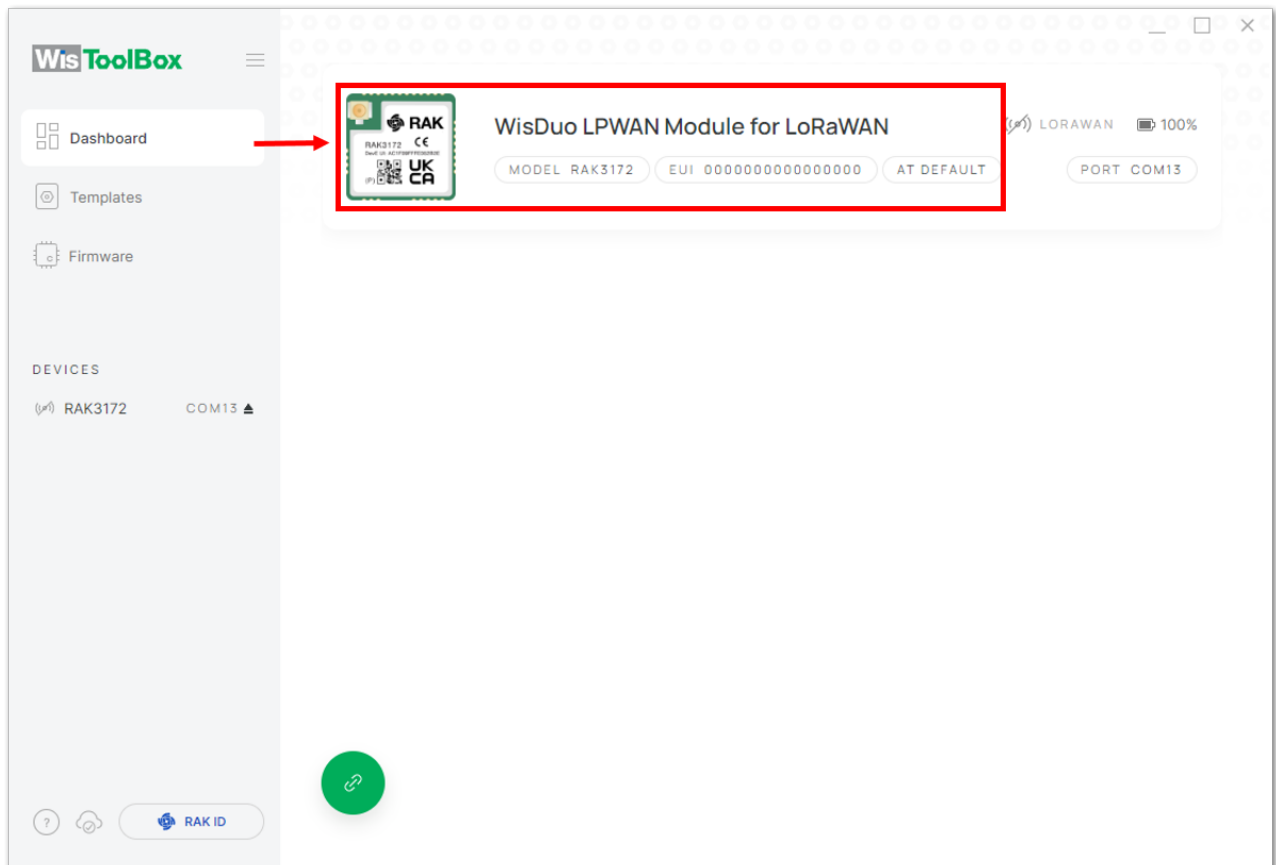 WisToolBox
Dashboard
Templates
Firmware
DEVICES
RAK3172 COM13
RAK ID
RAK
RAK3172 CE
UK
(P) CA
WisDuo LPWAN Module for LoRaWAN
MODEL RAK3172 EUI 0000000000000000 AT DEFAULT
LORAWAN 100%
PORT COM13